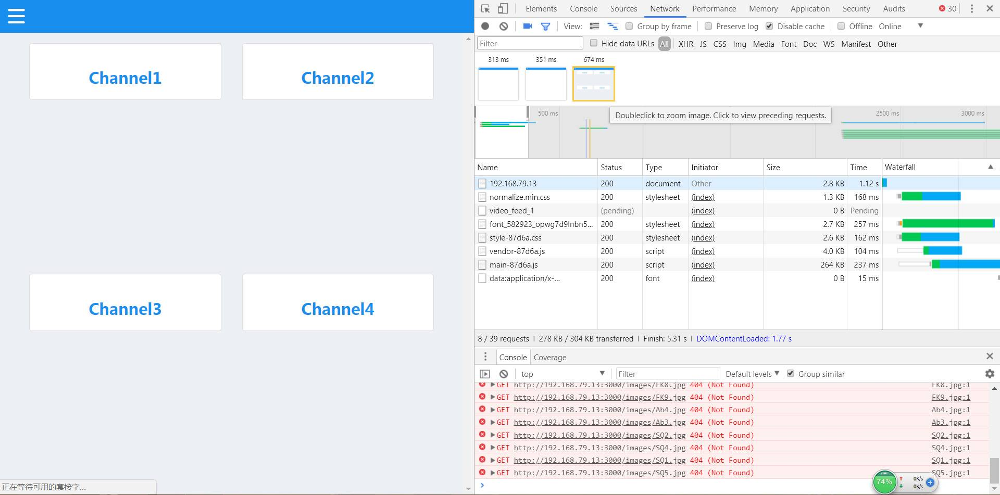 Channel1
Channel2
Channel3
Channel4
正在等待可用的套接字...
Elements Console Sources Network Performance Memory Application Security Audits 30
View: Group by frame Preserve log Disable cache Offline Online
Filter Hide data URLs All XHR JS CSS Img Media Font Doc WS Manifest Other
313 ms 351 ms 674 ms
500 ms 2500 ms 3000 ms
Doubleclick to zoom image. Click to view preceding requests.
Name Status Type Initiator Size Time Waterfall
192.168.79.13 200 document Other 2.8 KB 1.12 s
normalize.min.css 200 stylesheet (index) 1.3 KB 168 ms
video_feed_1 (pending) (index) 0 B Pending
font_582923_opwg7d9lnbn5... 200 stylesheet (index) 2.7 KB 257 ms
style-87d6a.css 200 stylesheet (index) 2.6 KB 162 ms
vendor-87d6a.js 200 script (index) 4.0 KB 104 ms
main-87d6a.js 200 script (index) 264 KB 237 ms
data:application/x-... 200 font (index) 0 B 15 ms
8 / 39 requests | 278 KB / 304 KB transferred | Finish: 5.31 s | DOMContentLoaded: 1.77 s
Console Coverage
top Filter Default levels Group similar
GET http://192.168.79.13:3000/images/FK8.jpg 404 (Not Found) FK8.jpg:1
GET http://192.168.79.13:3000/images/FK9.jpg 404 (Not Found) FK9.jpg:1
GET http://192.168.79.13:3000/images/Ab4.jpg 404 (Not Found) Ab4.jpg:1
GET http://192.168.79.13:3000/images/Ab3.jpg 404 (Not Found) Ab3.jpg:1
GET http://192.168.79.13:3000/images/SQ2.jpg 404 (Not Found) SQ2.jpg:1
GET http://192.168.79.13:3000/images/SQ4.jpg 404 (Not Found) SQ4.jpg:1
GET http://192.168.79.13:3000/images/SQ1.jpg 404 (Not Found) SQ1.jpg:1
GET http://192.168.79.13:3000/images/SQ5.jpg 404 (Not Found) SQ5.jpg:1
74% 0K/s
0K/s